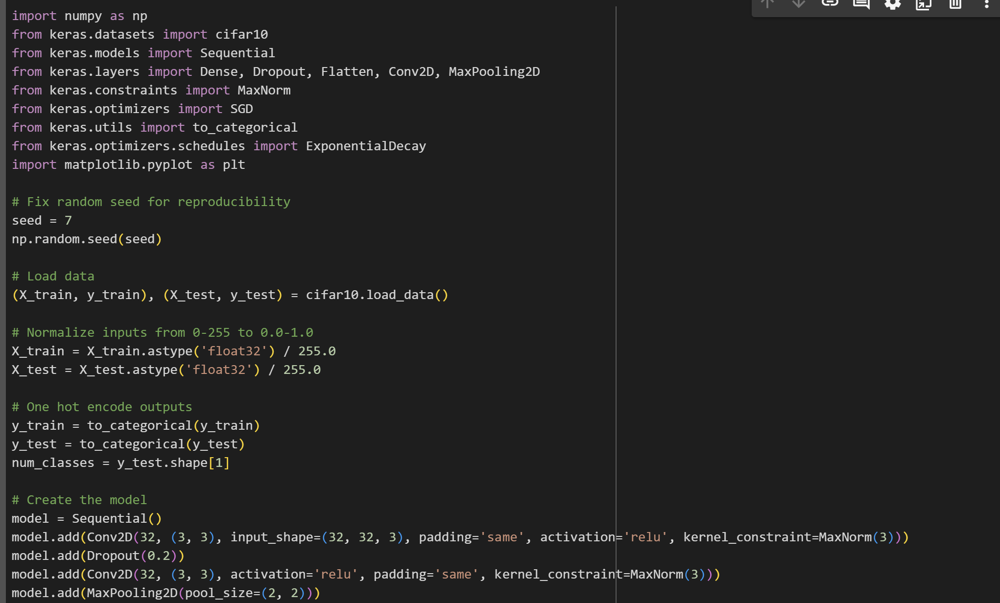 import numpy as np
from keras.datasets import cifar10
from keras.models import Sequential
from keras.layers import Dense, Dropout, Flatten, Conv2D, MaxPooling2D
from keras.constraints import MaxNorm
from keras.optimizers import SGD
from keras.utils import to_categorical
from keras.optimizers.schedules import ExponentialDecay
import matplotlib.pyplot as plt

# Fix random seed for reproducibility
seed = 7
np.random.seed(seed)

# Load data
(X_train, y_train), (X_test, y_test) = cifar10.load_data()

# Normalize inputs from 0-255 to 0.0-1.0
X_train = X_train.astype('float32') / 255.0
X_test = X_test.astype('float32') / 255.0

# One hot encode outputs
y_train = to_categorical(y_train)
y_test = to_categorical(y_test)
num_classes = y_test.shape[1]

# Create the model
model = Sequential()
model.add(Conv2D(32, (3, 3), input_shape=(32, 32, 3), padding='same', activation='relu', kernel_constraint=MaxNorm(3)))
model.add(Dropout(0.2))
model.add(Conv2D(32, (3, 3), activation='relu', padding='same', kernel_constraint=MaxNorm(3)))
model.add(MaxPooling2D(pool_size=(2, 2)))